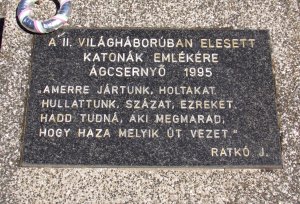 A II. VILÁGHÁBORÚBAN ELESETT
KATONÁK EMLÉKÉRE
ÁGCSERNYŐ 1995
„AMERRE JÁRTUNK, HOLTAKAT
HULLATTUNK, SZÁZAT, EZREKET,
HADD TUDNÁ, AKI MEGMARAD,
HOGY HAZA MELYIK ÚT VEZET."
RATKÓ J.